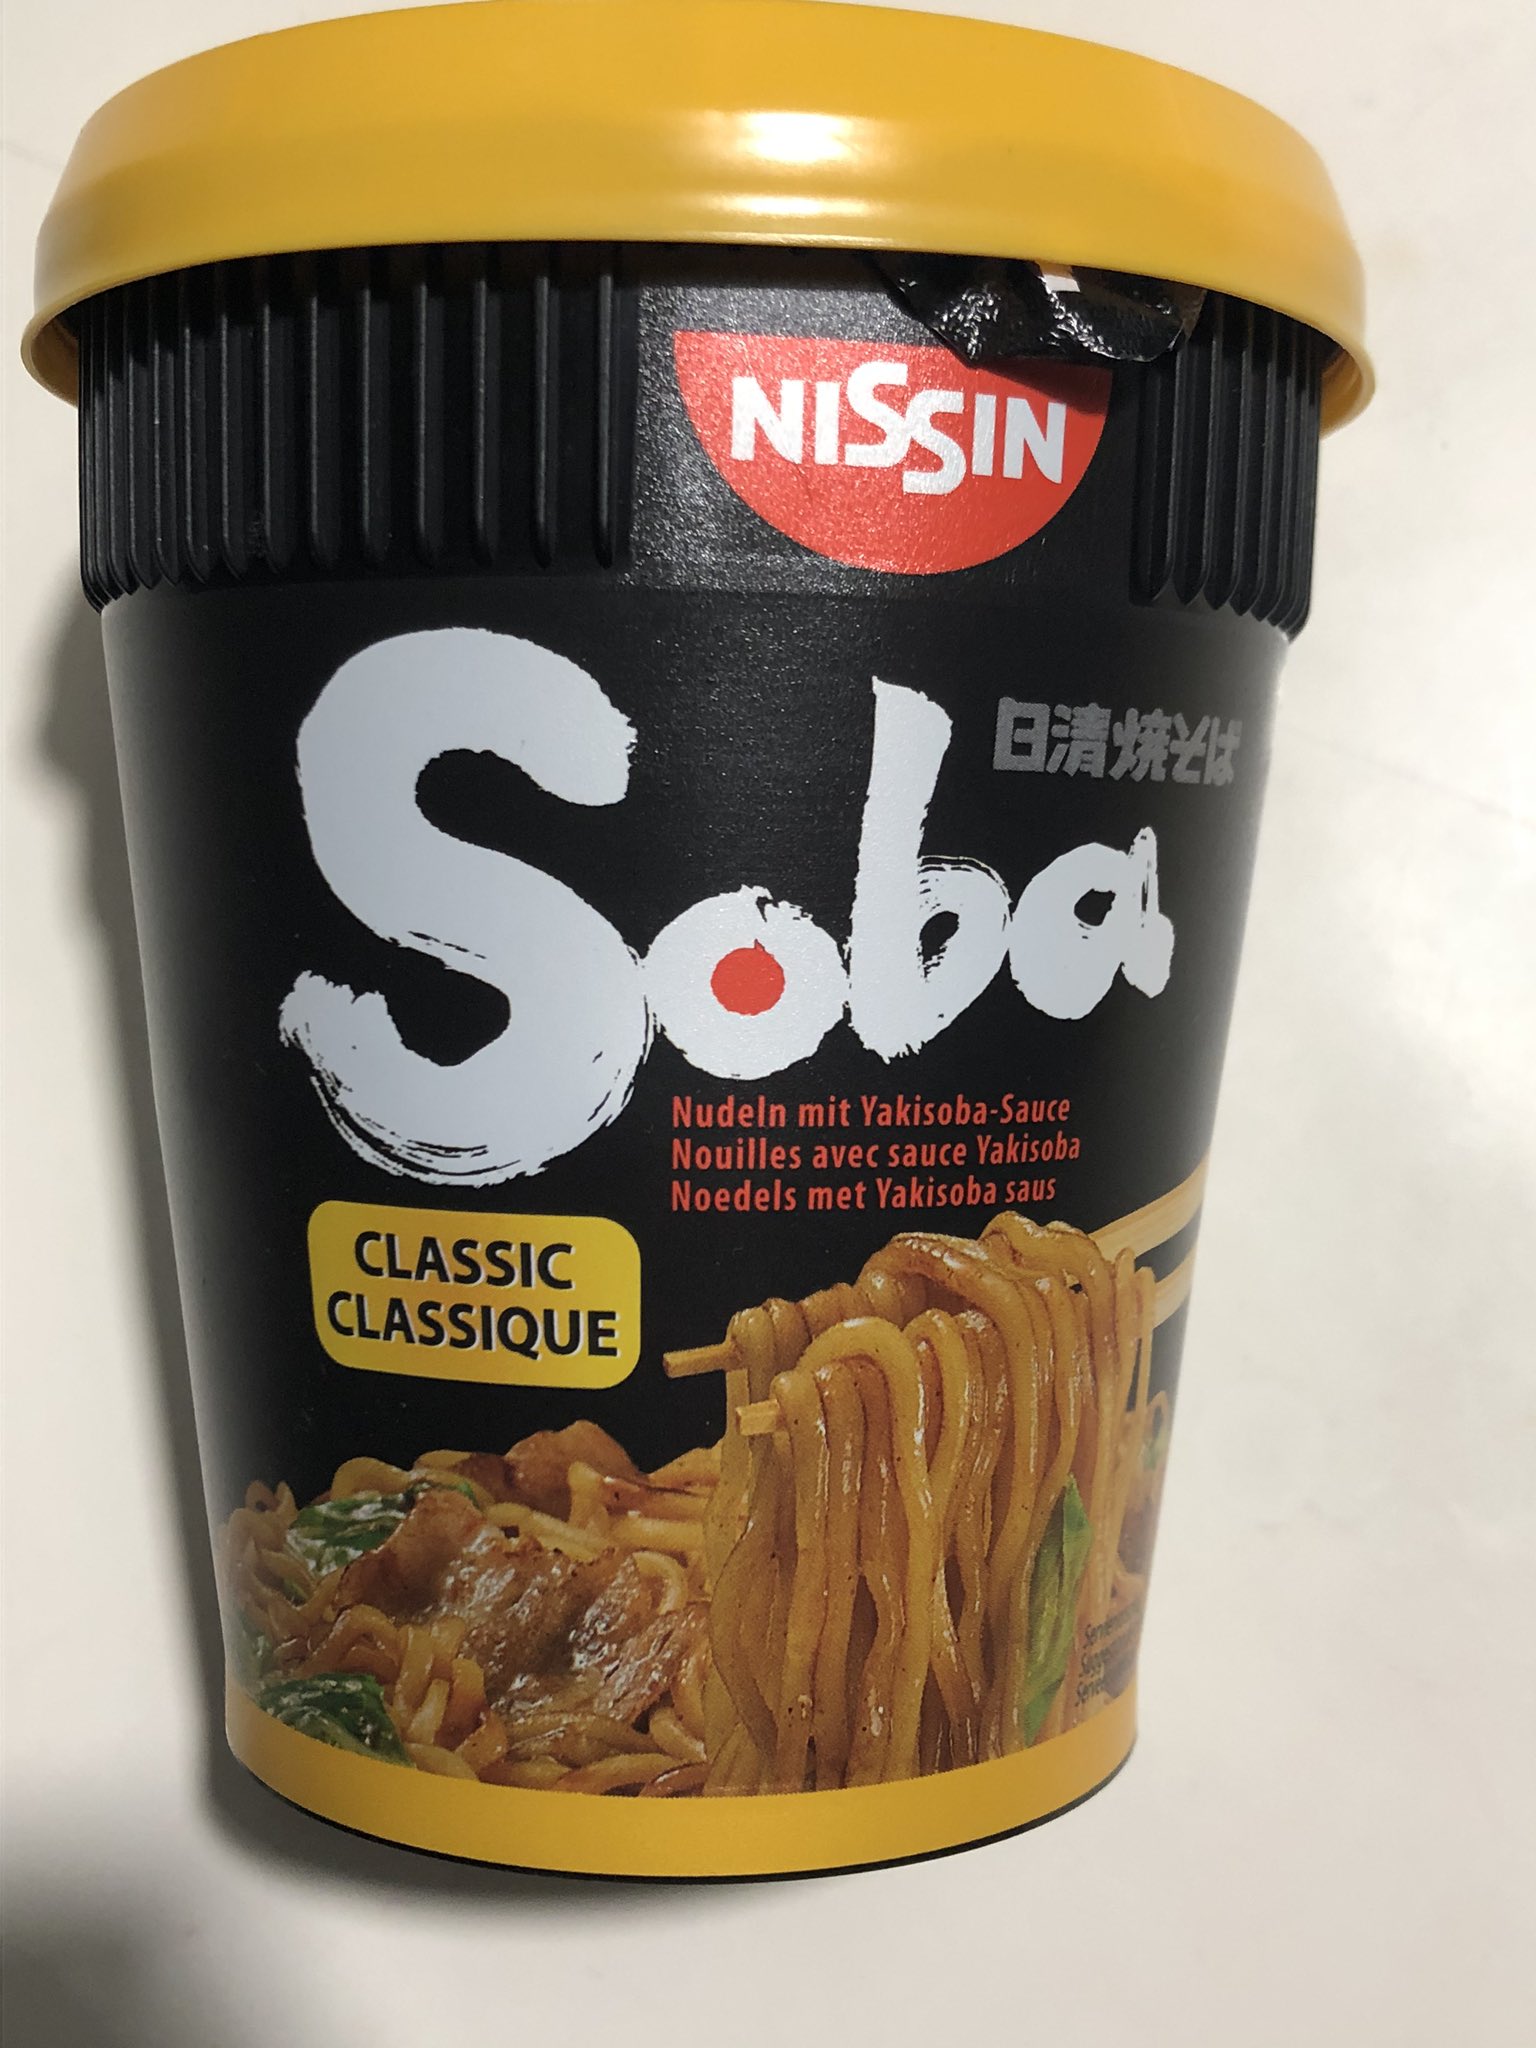 NISSIN
Soba
日清焼そば
Nudeln mit Yakisoba-Sauce
Nouilles avec sauce Yakisoba
Noedels met Yakisoba saus
CLASSIC
CLASSIQUE